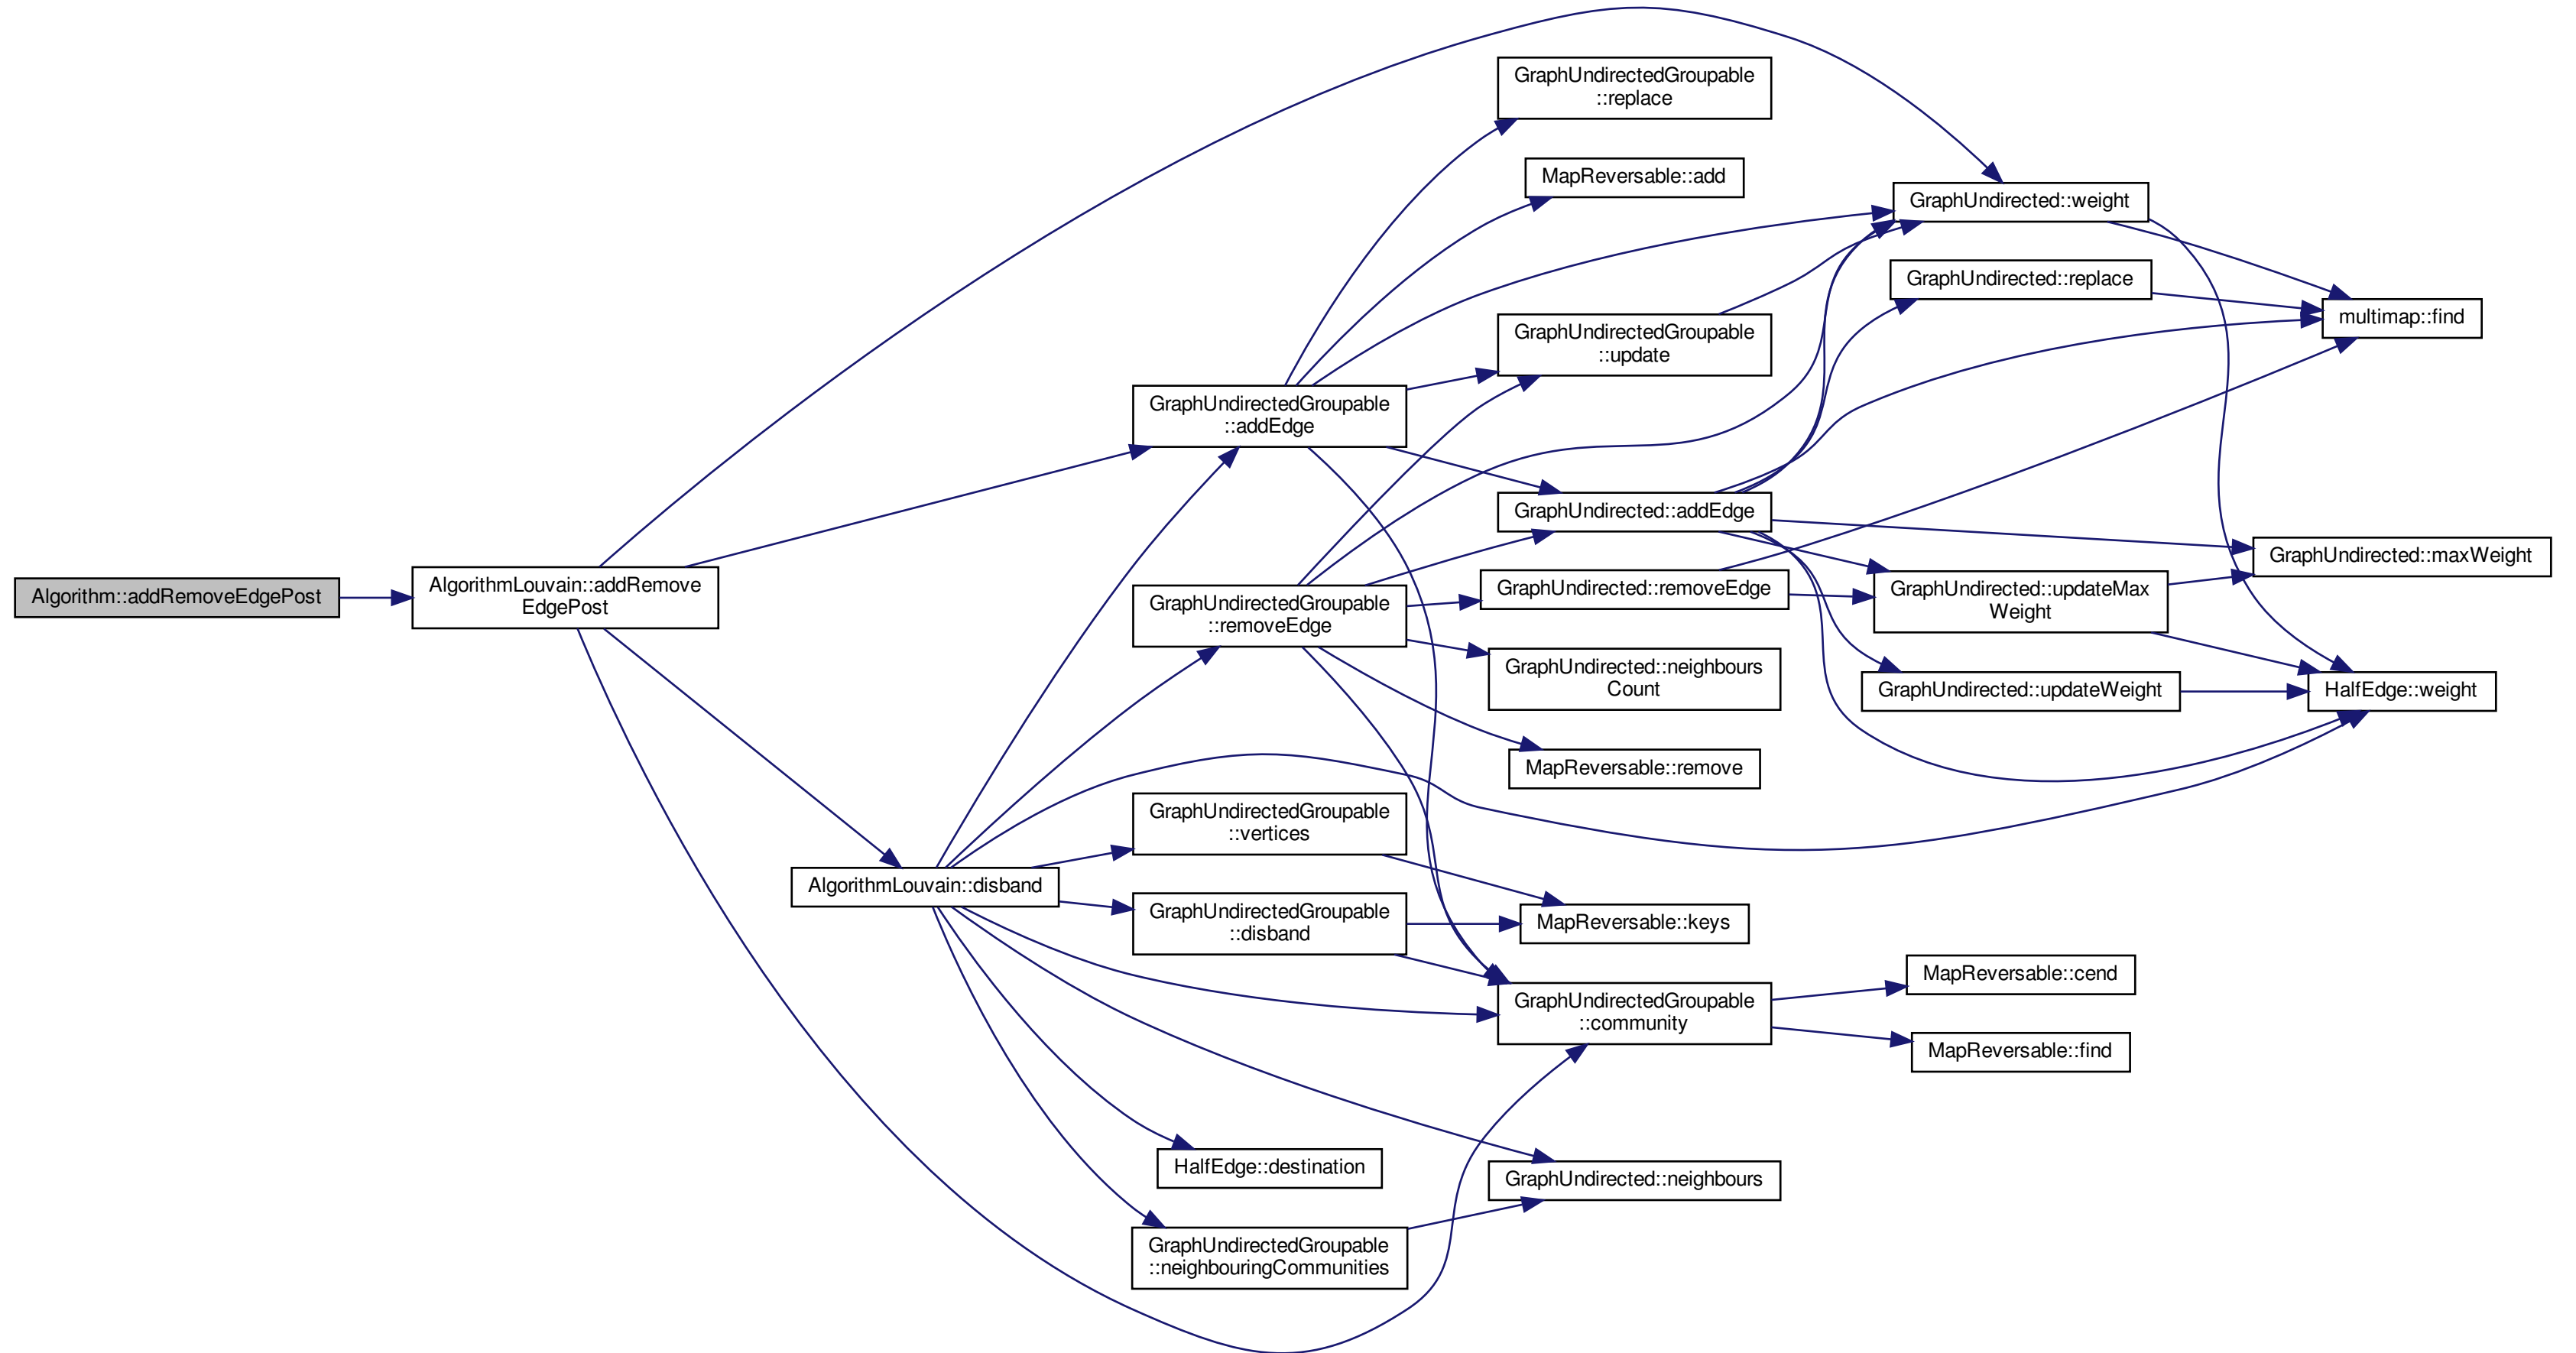 Algorithm::addRemoveEdgePost
AlgorithmLouvain::addRemove
EdgePost
AlgorithmLouvain::disband
GraphUndirectedGroupable
::addEdge
GraphUndirectedGroupable
::removeEdge
GraphUndirectedGroupable
::vertices
GraphUndirectedGroupable
::disband
HalfEdge::destination
GraphUndirectedGroupable
::neighbouringCommunities
GraphUndirectedGroupable
::replace
MapReversable::add
GraphUndirectedGroupable
::update
GraphUndirected::addEdge
GraphUndirected::removeEdge
GraphUndirected::neighbours
Count
MapReversable::remove
MapReversable::keys
GraphUndirectedGroupable
::community
GraphUndirected::neighbours
GraphUndirected::weight
GraphUndirected::replace
GraphUndirected::updateMax
Weight
GraphUndirected::updateWeight
MapReversable::cend
MapReversable::find
multimap::find
GraphUndirected::maxWeight
HalfEdge::weight